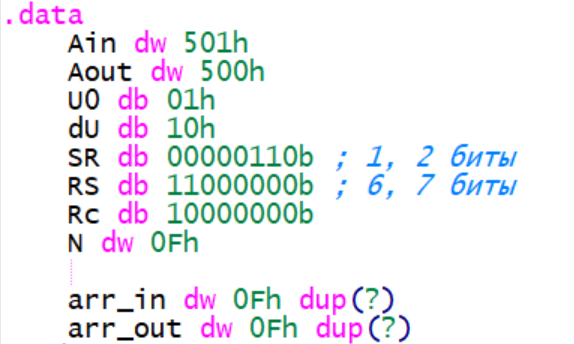 .data
Ain dw 501h
Aout dw 500h
U0 db 01h
dU db 10h
SR db 00000110b ; 1, 2 биты
RS db 11000000b ; 6, 7 биты
Rc db 10000000b
N dw 0Fh
arr_in dw 0Fh dup(?)
arr_out dw 0Fh dup(?)